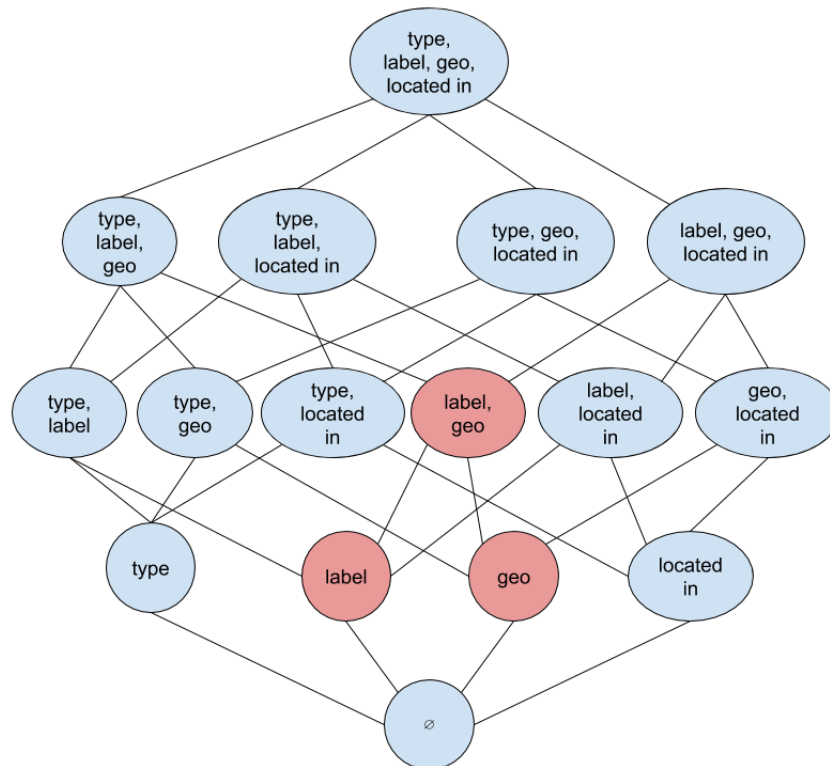 type,
label, geo,
located in
type,
label,
geo
type,
label,
located in
type, geo,
located in
label, geo,
located in
type,
label
type,
geo
type,
located
in
label,
geo
label,
located
in
geo,
located
in
type
label
geo
located
in
∅